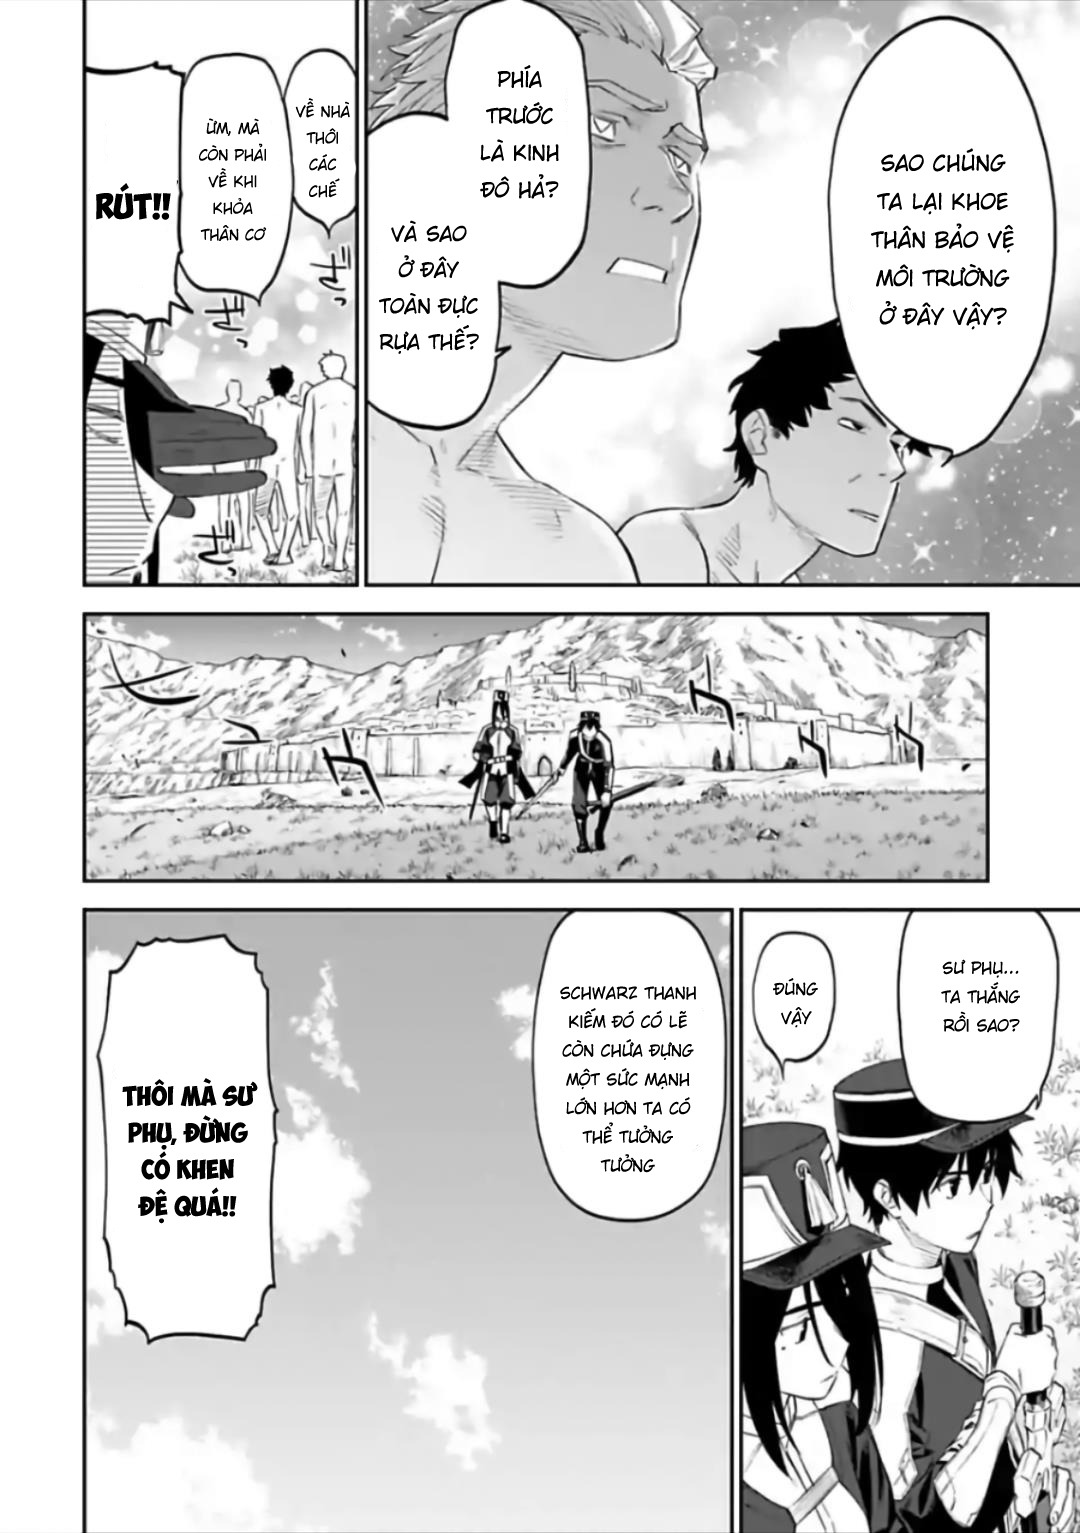 SAO CHÚNG
TA LẠI KHOE
THÂN BẢO VỆ
MÔI TRƯỜNG
Ở ĐÂY VẬY?
PHÍA
TRƯỚC
LÀ KINH
ĐÔ HẢ?
VÀ SAO
Ở ĐÂY
TOÀN ĐỰC
RỰA THẾ?
VỀ NHÀ
THÔI
CÁC
CHẾ
ỪM, MÀ
CÒN PHẢI
VỀ KHI
KHỎA
THÂN CƠ
RÚT!!
SƯ PHỤ...
TA THẮNG
RỒI SAO?
ĐÚNG
VẬY
SCHWARZ THANH
KIẾM ĐÓ CÓ LẼ
CÒN CHỨA ĐỰNG
MỘT SỨC MẠNH
LỚN HƠN TA CÓ
THỂ TƯỞNG
TƯỞNG
THÔI MÀ SƯ
PHỤ, ĐỪNG
CÓ KHEN
ĐỆ QUÁ!!